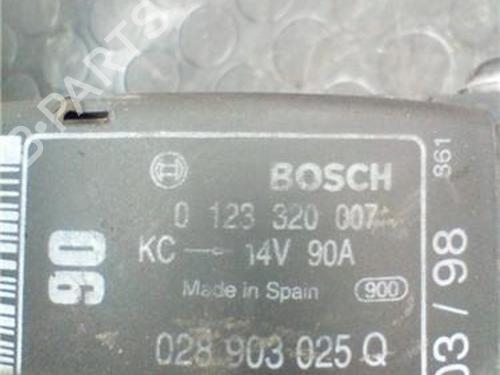 BOSCH
0 123 320 007
KC → 14V 90A
Made in Spain 900
028 903 025 Q
90
861
03 / 98
B-PARTS